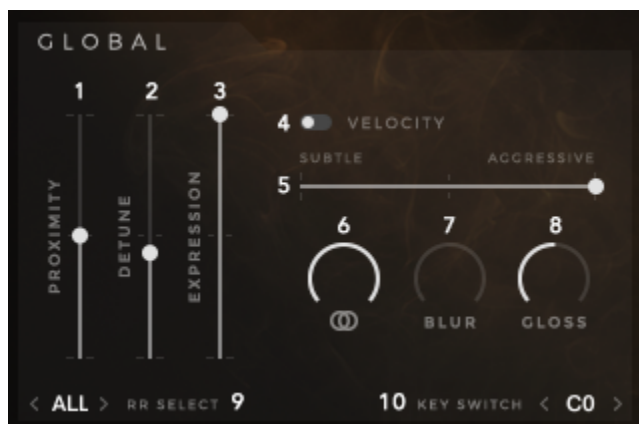 GLOBAL
1 2 3
4 VELOCITY
SUBTLE AGGRESSIVE
5
PROXIMITY
DETUNE
EXPRESSION
6 7 8
BLUR GLOSS
< ALL > RR SELECT 9 10 KEY SWITCH < C0 >